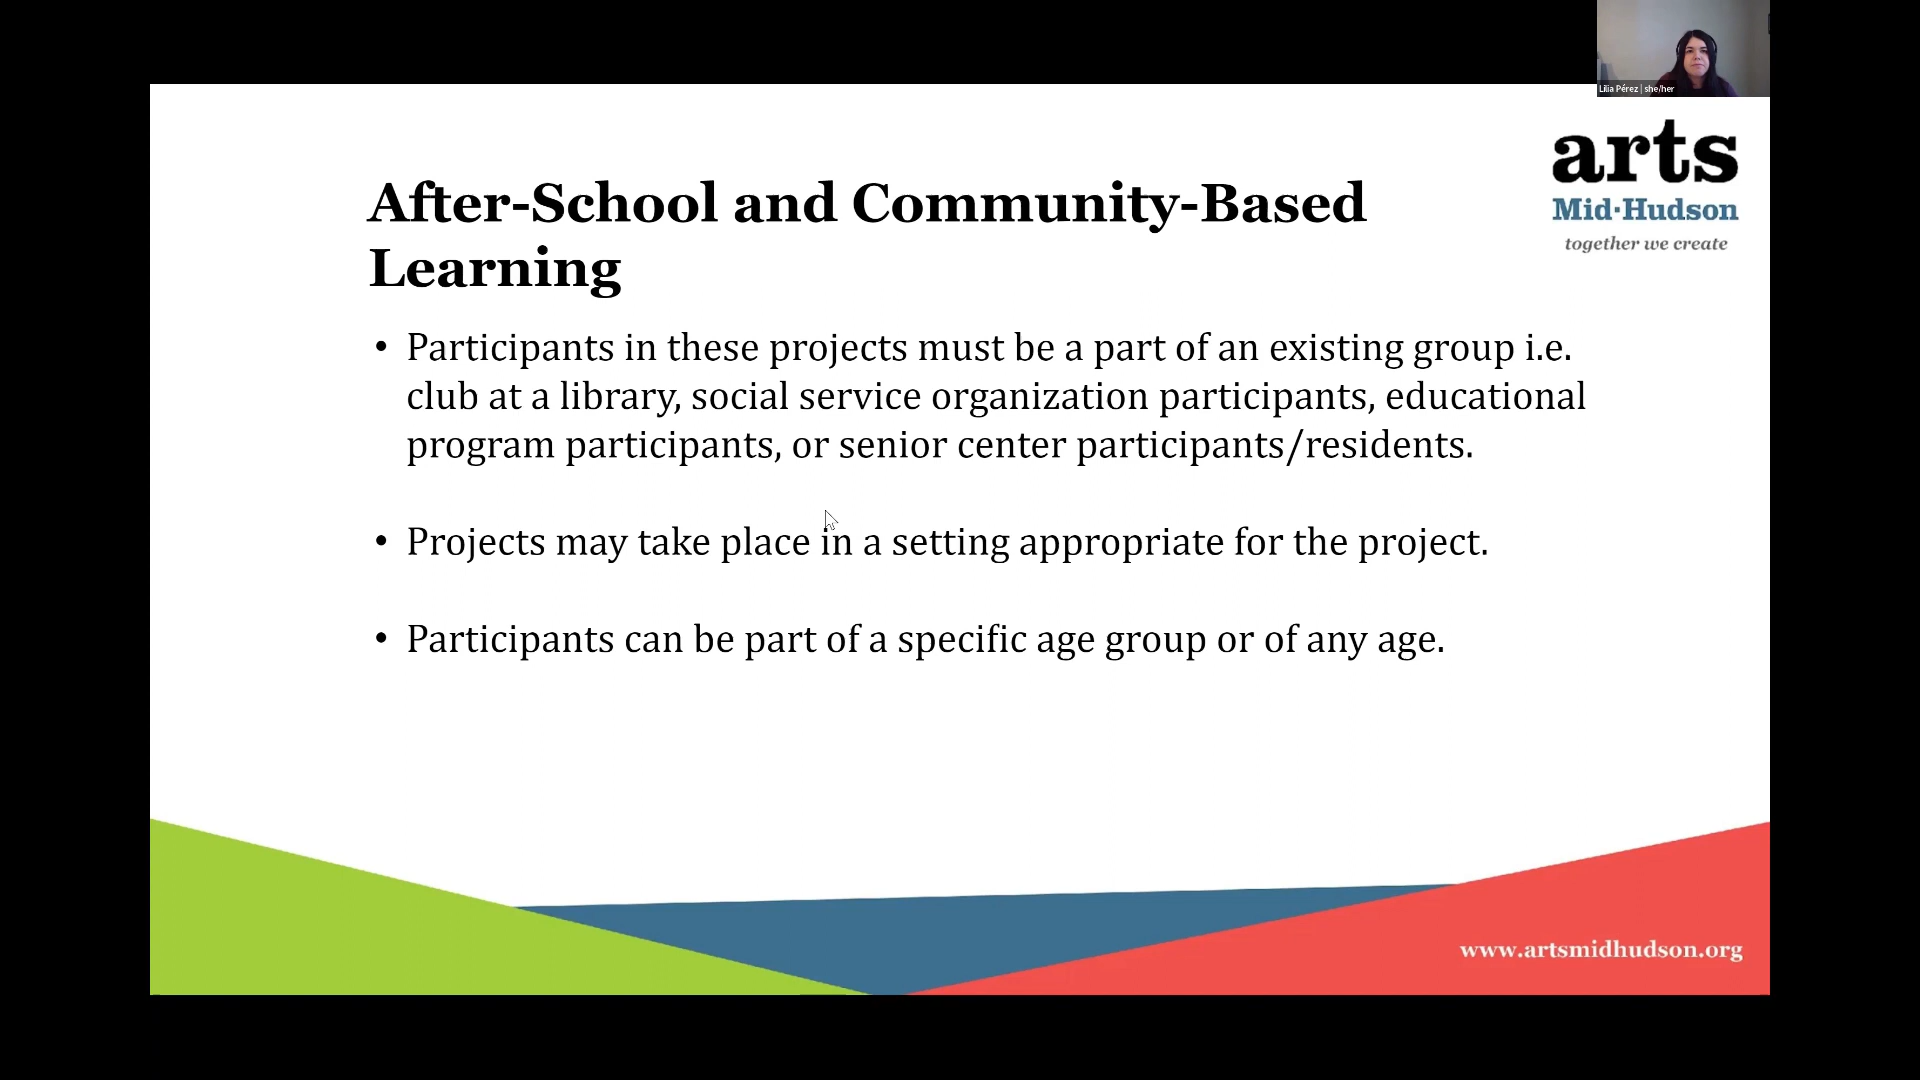 Lilia Pérez | she/her
arts
Mid·Hudson
together we create
After-School and Community-Based
Learning
• Participants in these projects must be a part of an existing group i.e.
club at a library, social service organization participants, educational
program participants, or senior center participants/residents.
• Projects may take place in a setting appropriate for the project.
• Participants can be part of a specific age group or of any age.
www.artsmidhudson.org